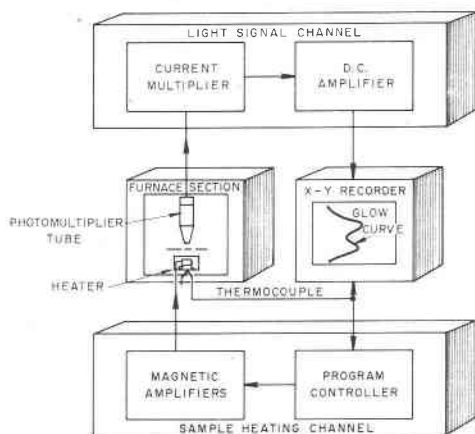 LIGHT SIGNAL CHANNEL
CURRENT
MULTIPLIER
D.C.
AMPLIFIER
FURNACE SECTION
PHOTOMULTIPLIER
TUBE
HEATER
X-Y RECORDER
GLOW
CURVE
THERMOCOUPLE
MAGNETIC
AMPLIFIERS
PROGRAM
CONTROLLER
SAMPLE HEATING CHANNEL